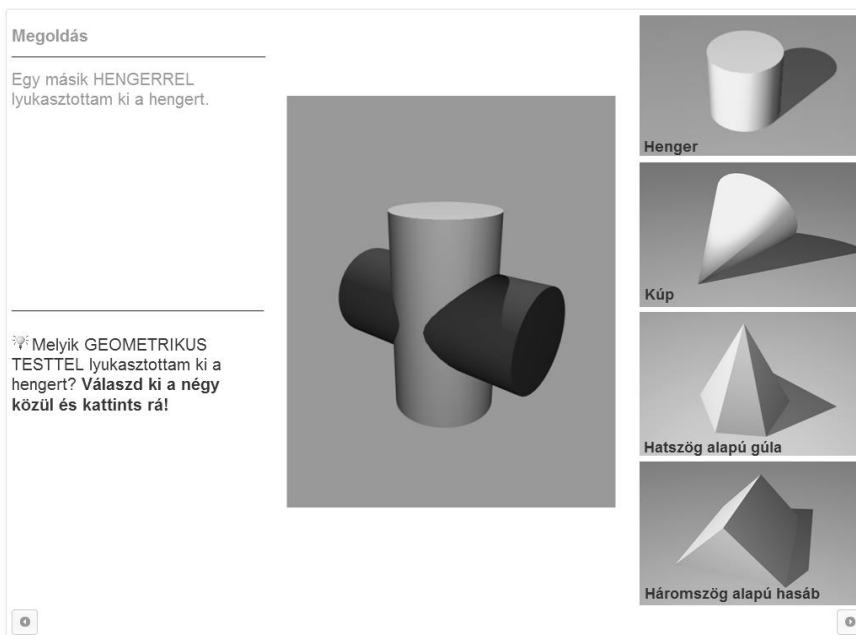 Megoldás
Egy másik HENGERREL
lyukasztottam ki a hengert.
Melyik GEOMETRIKUS
TESTTEL lyukasztottam ki a
hengert? Válaszd ki a négy
közül és kattints rá!
Henger
Kúp
Hatszög alapú gúla
Háromszög alapú hasáb